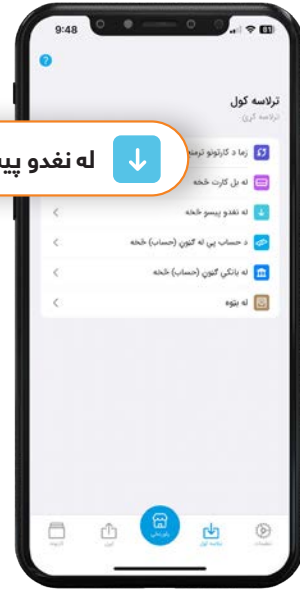 9:48
?
ترلاسه کول
ترلاسه کړئ
زما د کارتونو ترمنځ
له نغدو پیس
له بل کارت څخه
له نغدو پیسو څخه
د حساب پي له ګڼون (حساب) څخه
له بانکي ګڼون (حساب) څخه
له بټوه
ترلاسه کول